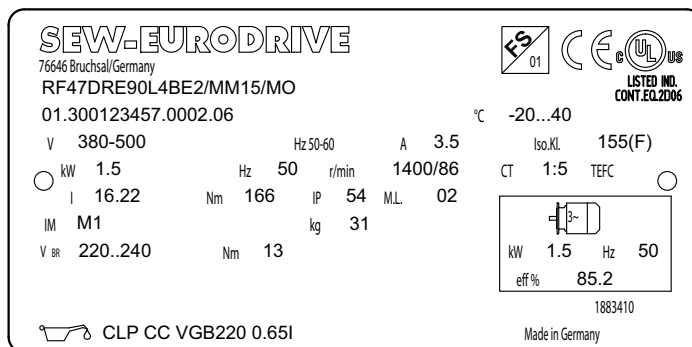 SEW-EURODRIVE
76646 Bruchsal/Germany
FS 01
CE
c UL US
LISTED IND.
CONT.EQ.2D06
RF47DRE90L4BE2/MM15/MO
01.300123457.0002.06 °C -20...40
V 380-500 Hz 50-60 A 3.5 Iso.Kl. 155(F)
kW 1.5 Hz 50 r/min 1400/86 CT 1:5 TEFC
I 16.22 Nm 166 IP 54 M.L. 02
IM M1 kg 31
3~
V BR 220..240 Nm 13
kW 1.5 Hz 50
eff % 85.2
1883410
CLP CC VGB220 0.65l
Made in Germany